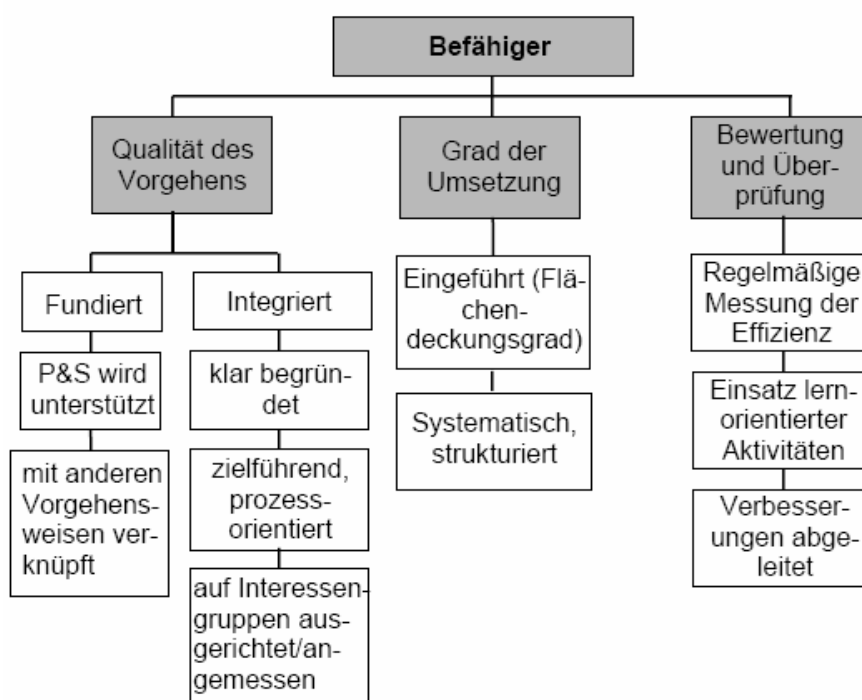 Befähiger
Qualität des
Vorgehens
Grad der
Umsetzung
Bewertung
und Über-
prüfung
Fundiert
Integriert
Eingeführt (Flä-
chen-
deckungsgrad)
Regelmäßige
Messung der
Effizienz
P&S wird
unterstützt
klar begrün-
det
Systematisch,
strukturiert
Einsatz lern-
orientierter
Aktivitäten
mit anderen
Vorgehens-
weisen ver-
knüpft
zielführend,
prozess-
orientiert
Verbesser-
ungen abge-
leitet
auf Interessen-
gruppen aus-
gerichtet/an-
gemessen